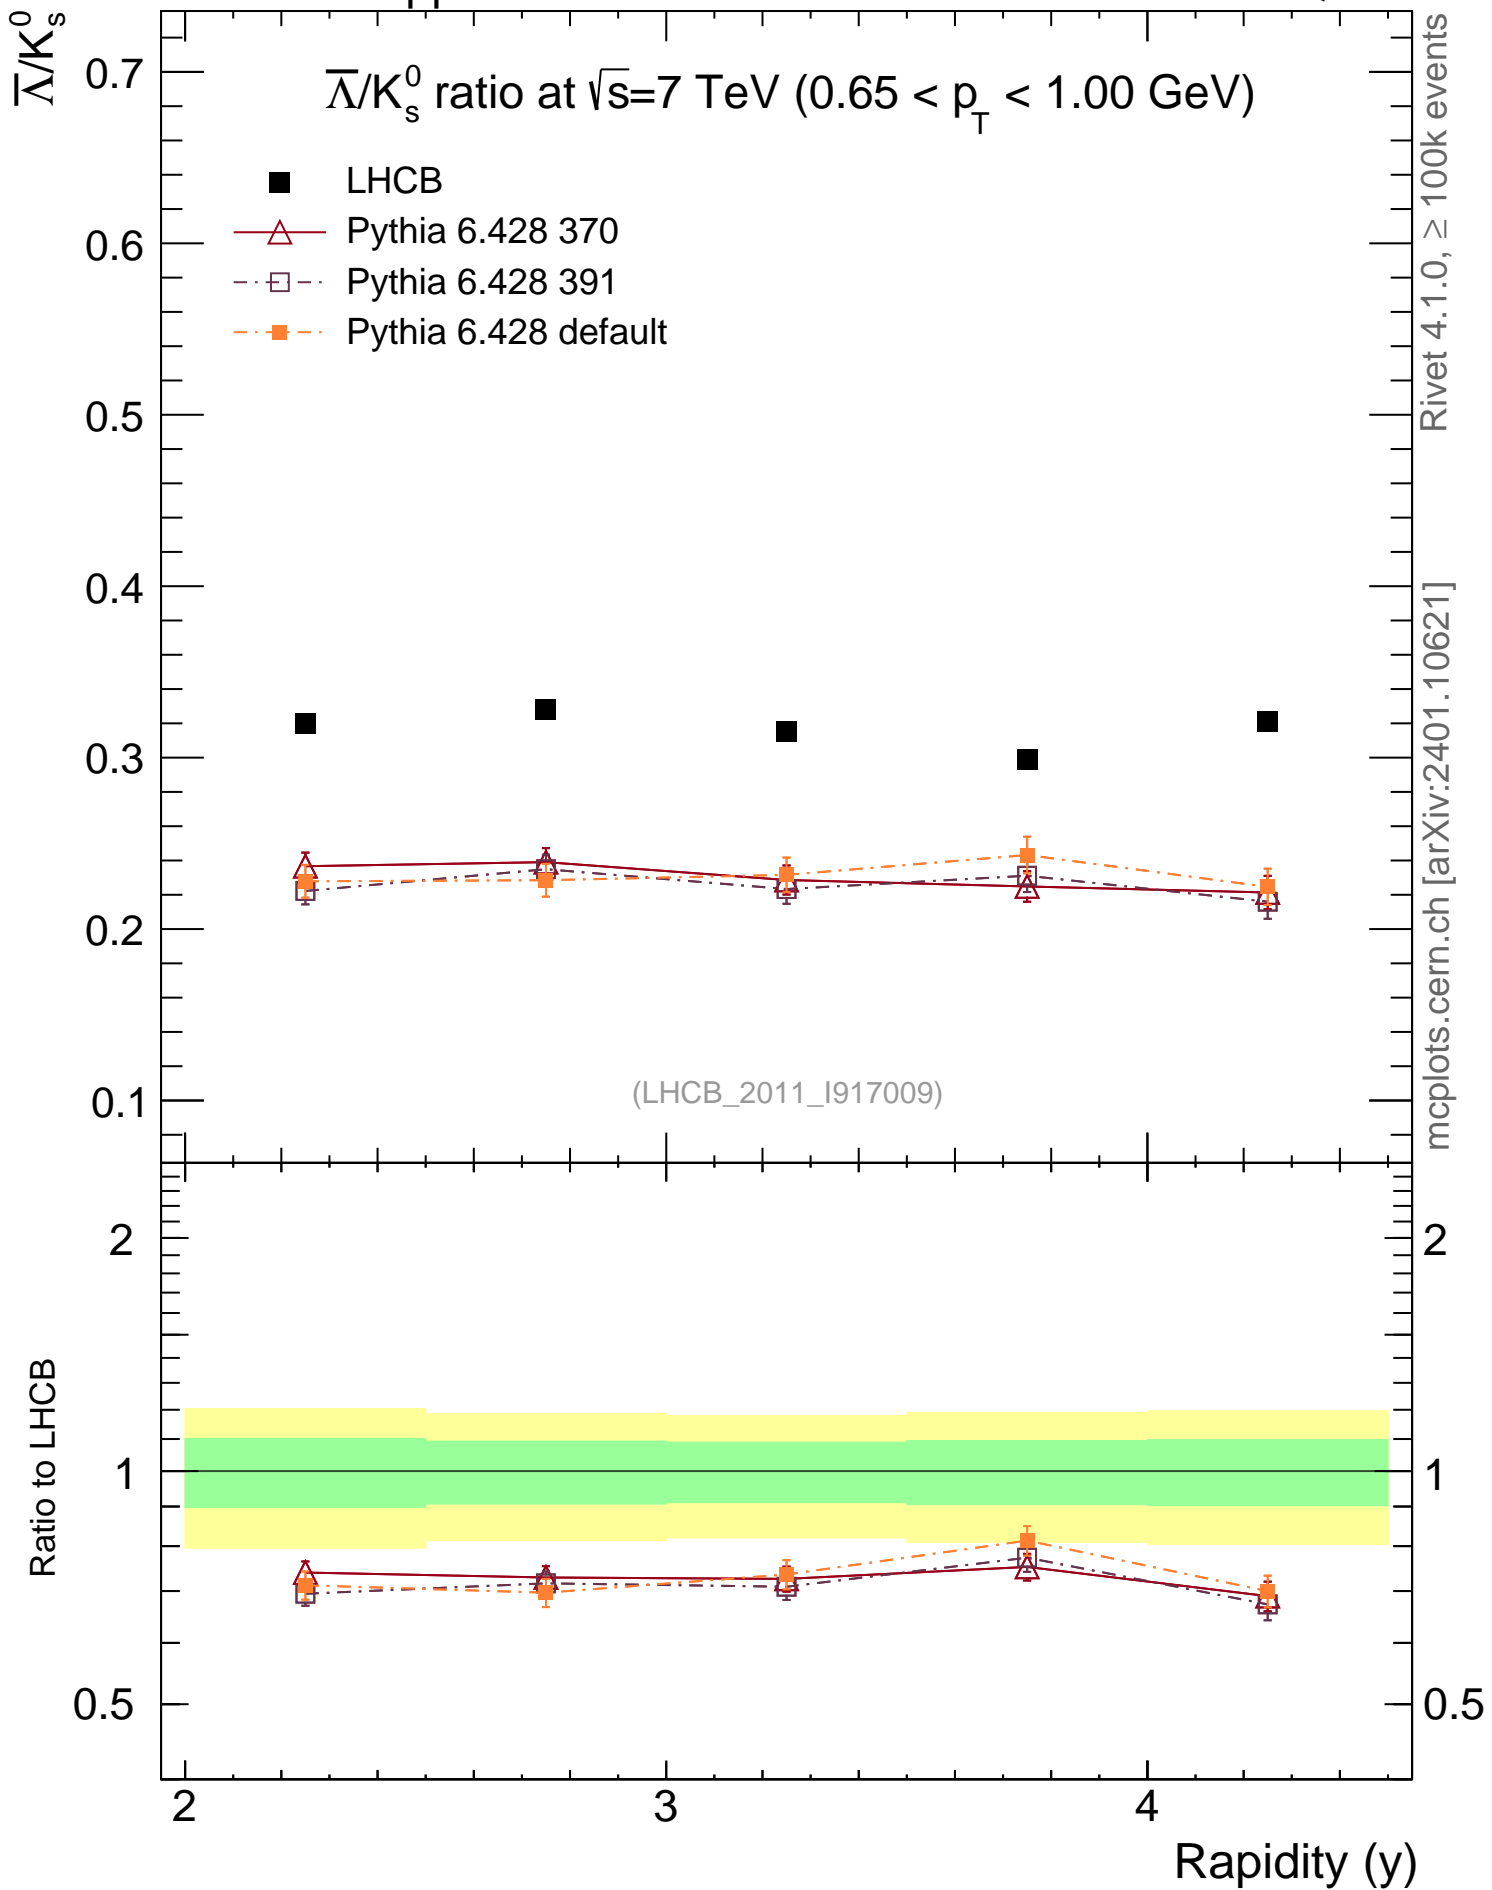 Λ̅/K⁰ₛ
Λ̅/K⁰ₛ ratio at √s=7 TeV (0.65 < p_T < 1.00 GeV)
LHCB
Pythia 6.428 370
Pythia 6.428 391
Pythia 6.428 default
0.7
0.6
0.5
0.4
0.3
0.2
0.1
(LHCB_2011_I917009)
Rivet 4.1.0, ≥ 100k events
mcplots.cern.ch [arXiv:2401.10621]
Ratio to LHCB
2
1
0.5
2
1
0.5
2
3
4
Rapidity (y)